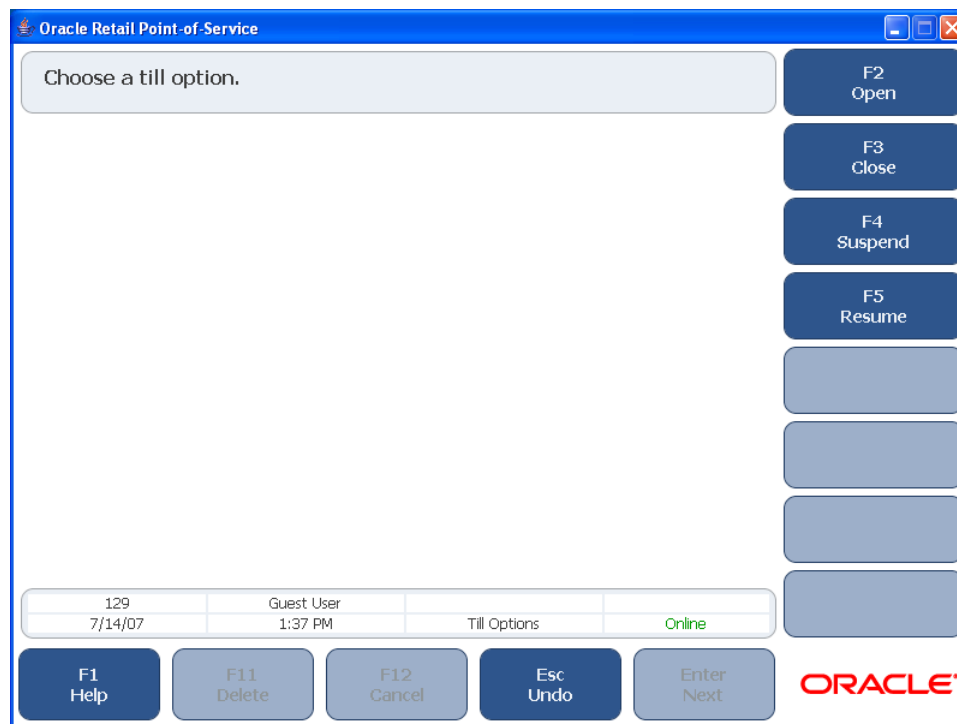 Oracle Retail Point-of-Service
Choose a till option.
F2
Open
F3
Close
F4
Suspend
F5
Resume
129 Guest User
7/14/07 1:37 PM Till Options Online
F1
Help
F11
Delete
F12
Cancel
Esc
Undo
Enter
Next
ORACLE